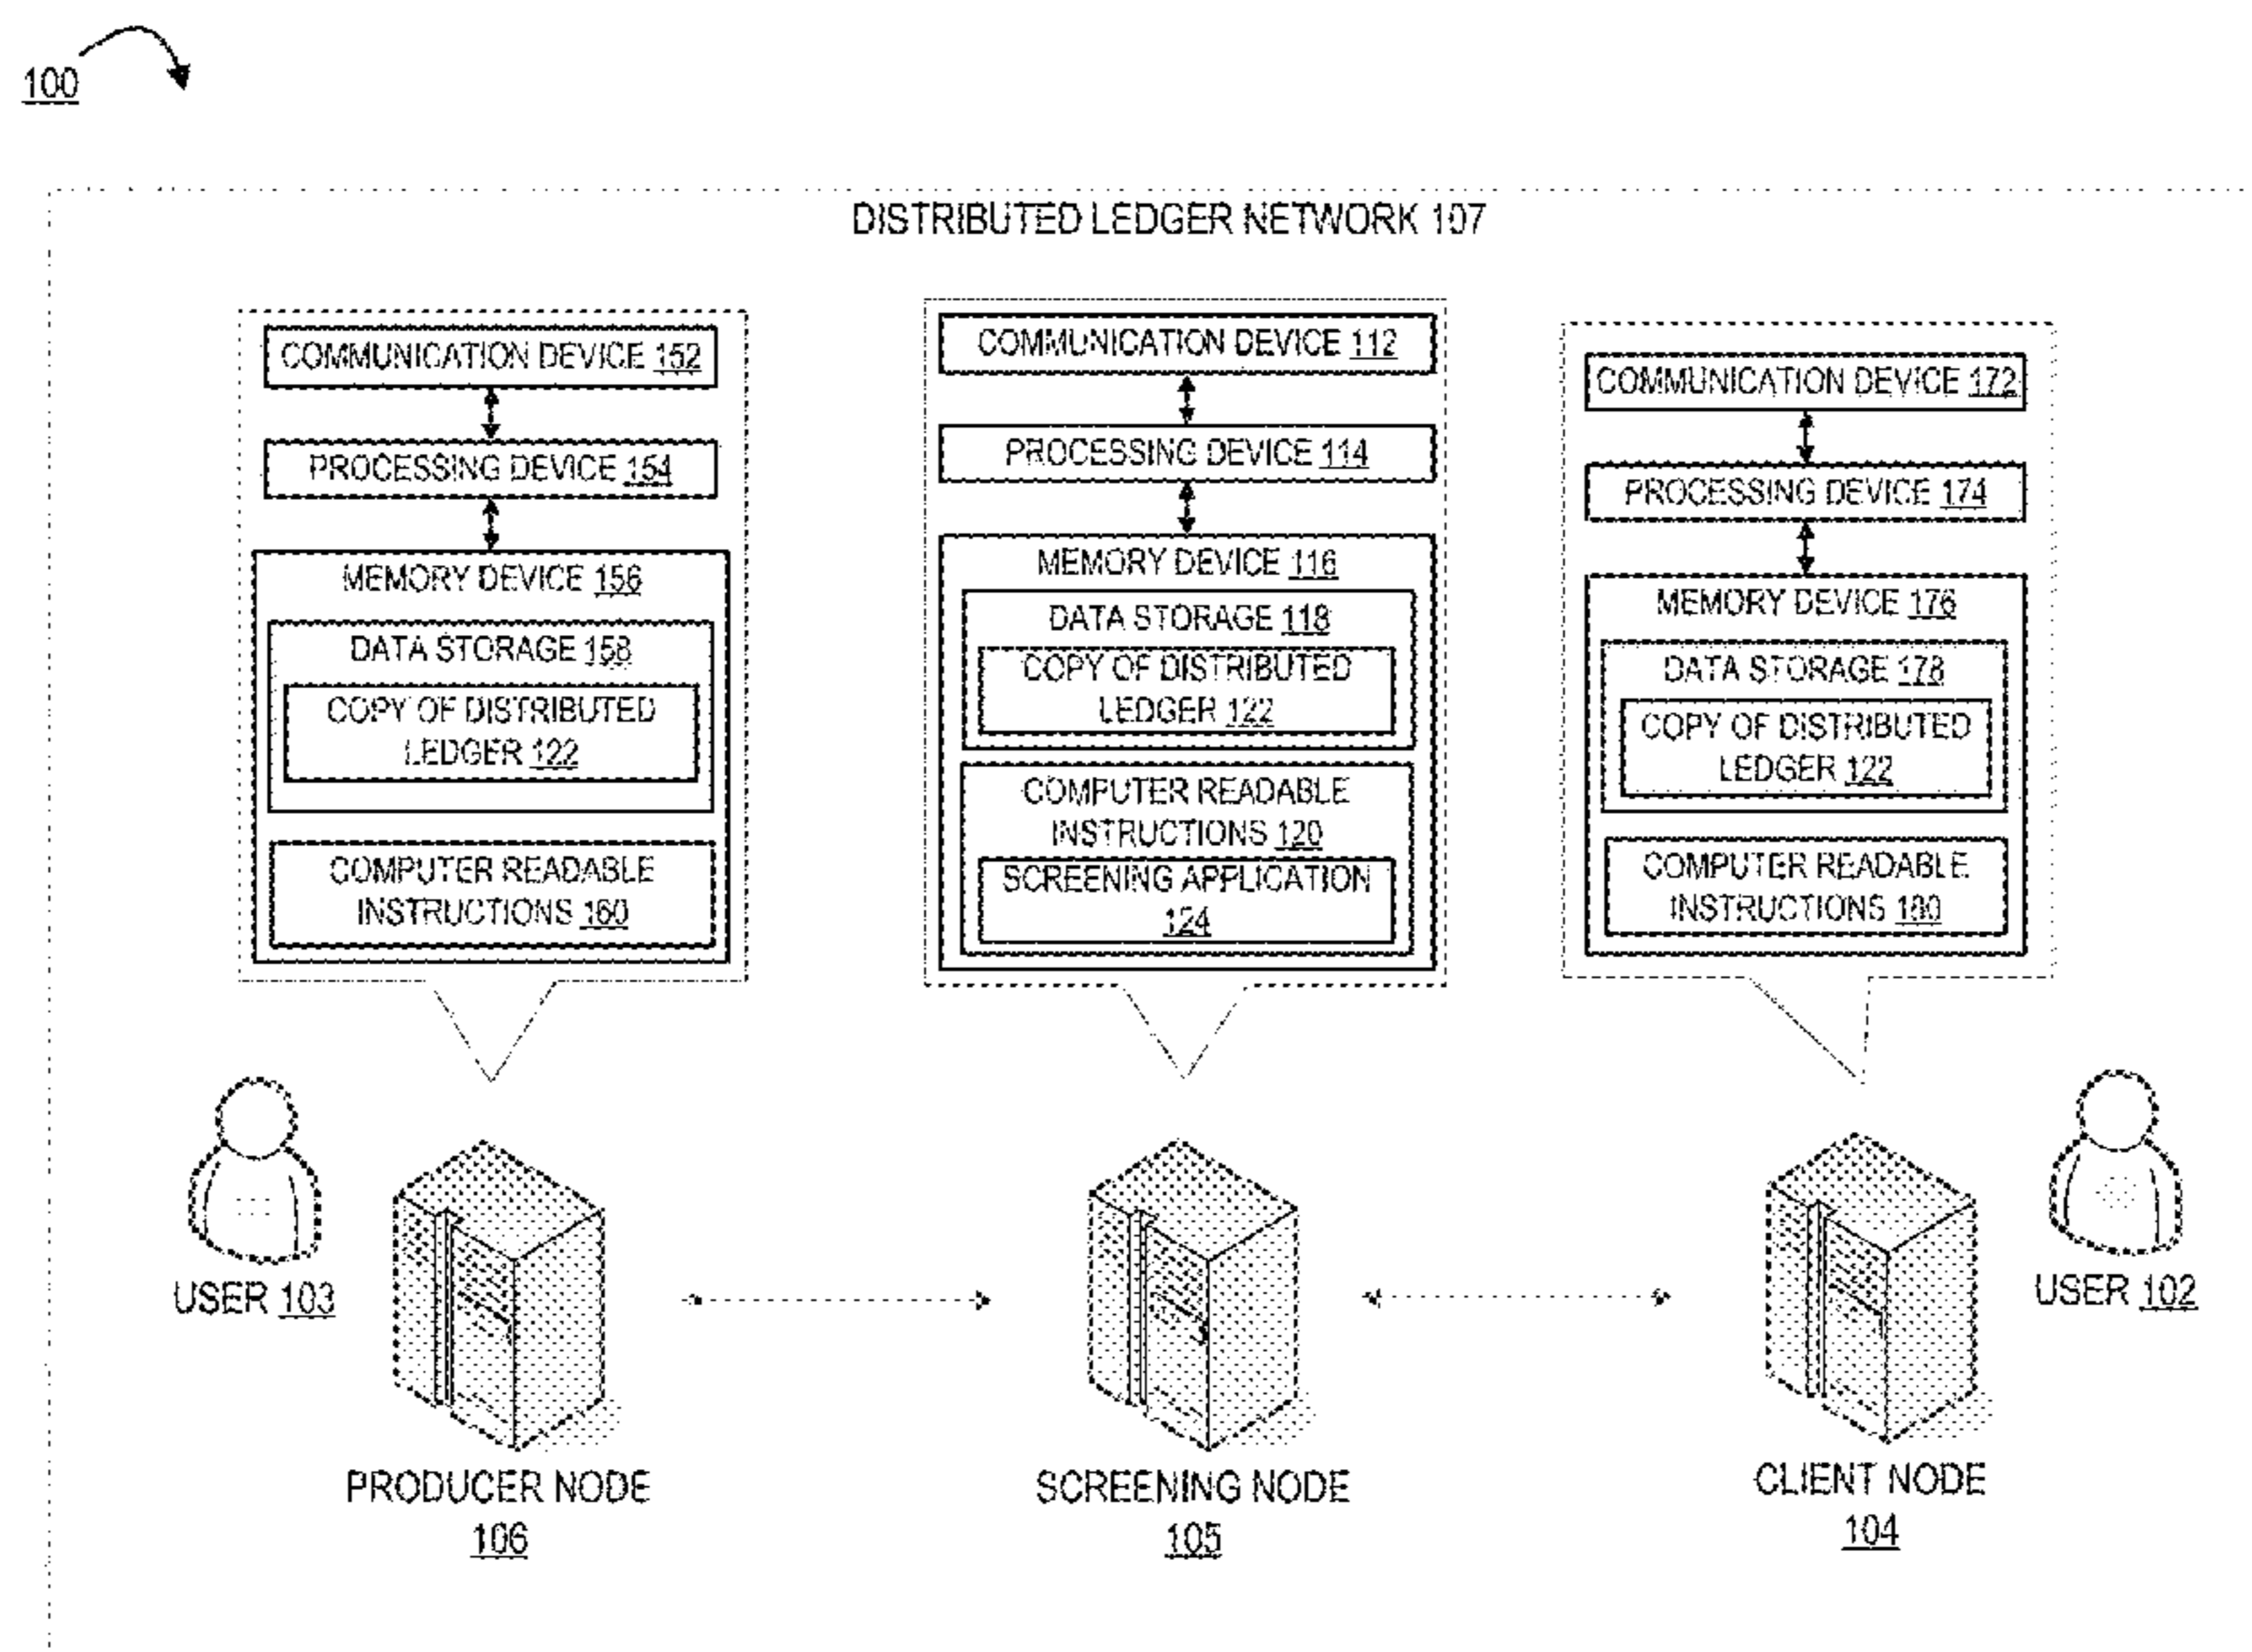 100
DISTRIBUTED LEDGER NETWORK 107
COMMUNICATION DEVICE 152
PROCESSING DEVICE 154
MEMORY DEVICE 156
DATA STORAGE 158
COPY OF DISTRIBUTED
LEDGER 122
COMPUTER READABLE
INSTRUCTIONS 160
COMMUNICATION DEVICE 112
PROCESSING DEVICE 114
MEMORY DEVICE 116
DATA STORAGE 118
COPY OF DISTRIBUTED
LEDGER 122
COMPUTER READABLE
INSTRUCTIONS 120
SCREENING APPLICATION
124
COMMUNICATION DEVICE 172
PROCESSING DEVICE 174
MEMORY DEVICE 176
DATA STORAGE 178
COPY OF DISTRIBUTED
LEDGER 122
COMPUTER READABLE
INSTRUCTIONS 180
USER 103
PRODUCER NODE
106
SCREENING NODE
105
CLIENT NODE
104
USER 102